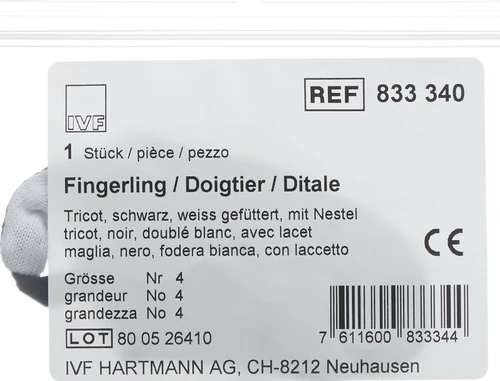 IVF
REF 833 340
1 Stück / pièce / pezzo
Fingerling / Doigtier / Ditale
Tricot, schwarz, weiss gefüttert, mit Nestel
tricot, noir, doublé blanc, avec lacet
maglia, nero, fodera bianca, con laccetto
CE
Grösse Nr 4
grandeur No 4
grandezza No 4
LOT 80 05 26410
7 611600 833344
IVF HARTMANN AG, CH-8212 Neuhausen